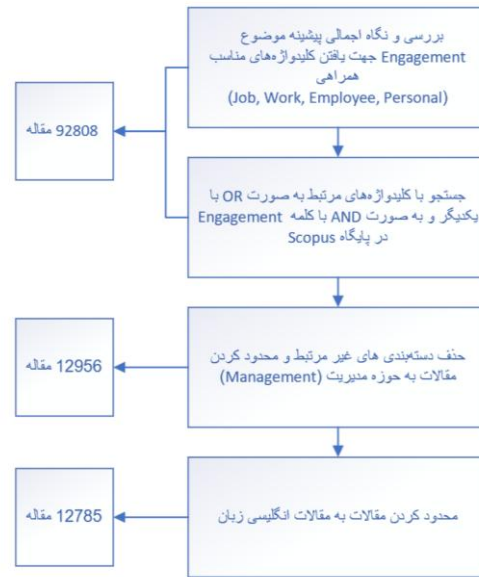 بررسی و نگاه اجمالی پیشینه موضوع
Engagement جهت یافتن کلیدواژه‌های مناسب
همراهی
(Job, Work, Employee, Personal)
92808 مقاله
جستجو با کلیدواژه‌های مرتبط به صورت OR با
یکدیگر و به صورت AND با کلمه Engagement
در پایگاه Scopus
حذف دسته‌بندی های غیر مرتبط و محدود کردن
مقالات به حوزه مدیریت (Management)
12956 مقاله
محدود کردن مقالات به مقالات انگلیسی زبان
12785 مقاله